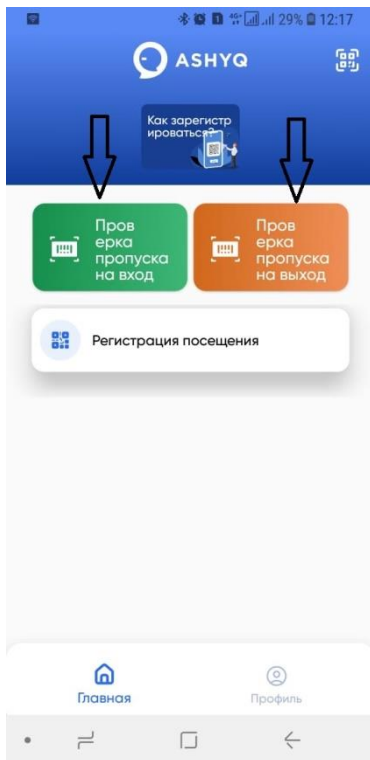 29% 12:17
ASHYQ
Как зарегистр
ироваться?
Пров
ерка
пропуска
на вход
Пров
ерка
пропуска
на выход
Регистрация посещения
Главная
Профиль